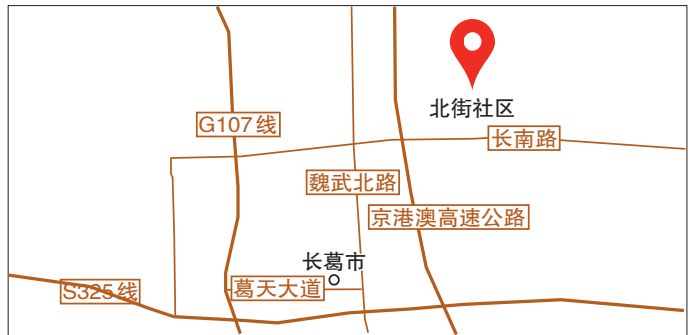 北街社区
G107线
长南路
魏武北路
京港澳高速公路
长葛市
S325线
葛天大道